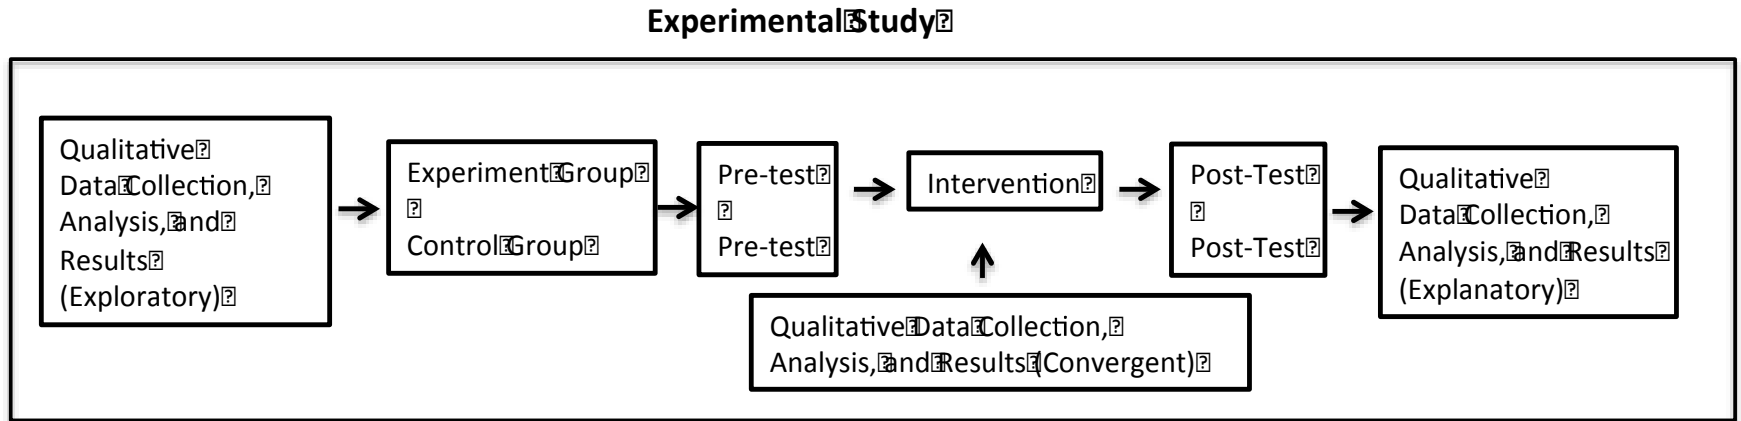 Experimental Study
Qualitative
Data Collection,
Analysis, and
Results
(Exploratory)
Experiment Group
Control Group
Pre-test
Pre-test
Intervention
Post-Test
Post-Test
Qualitative
Data Collection,
Analysis, and Results
(Explanatory)
Qualitative Data Collection,
Analysis, and Results (Convergent)